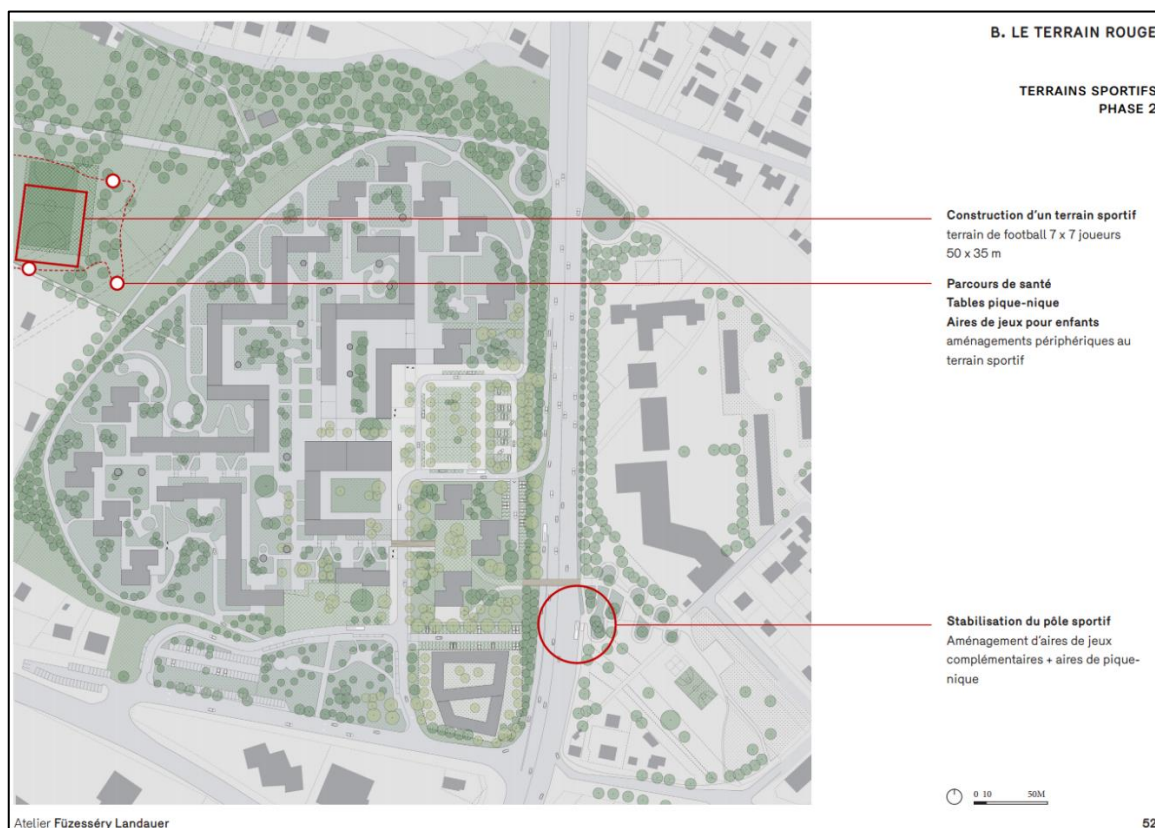 B. LE TERRAIN ROUGE
TERRAINS SPORTIFS
PHASE 2
Construction d'un terrain sportif
terrain de football 7 x 7 joueurs
50 x 35 m
Parcours de santé
Tables pique-nique
Aires de jeux pour enfants
aménagements périphériques au
terrain sportif
Stabilisation du pôle sportif
Aménagement d'aires de jeux
complémentaires + aires de pique-
nique
0 10 50M
Atelier Füzesséry Landauer
52